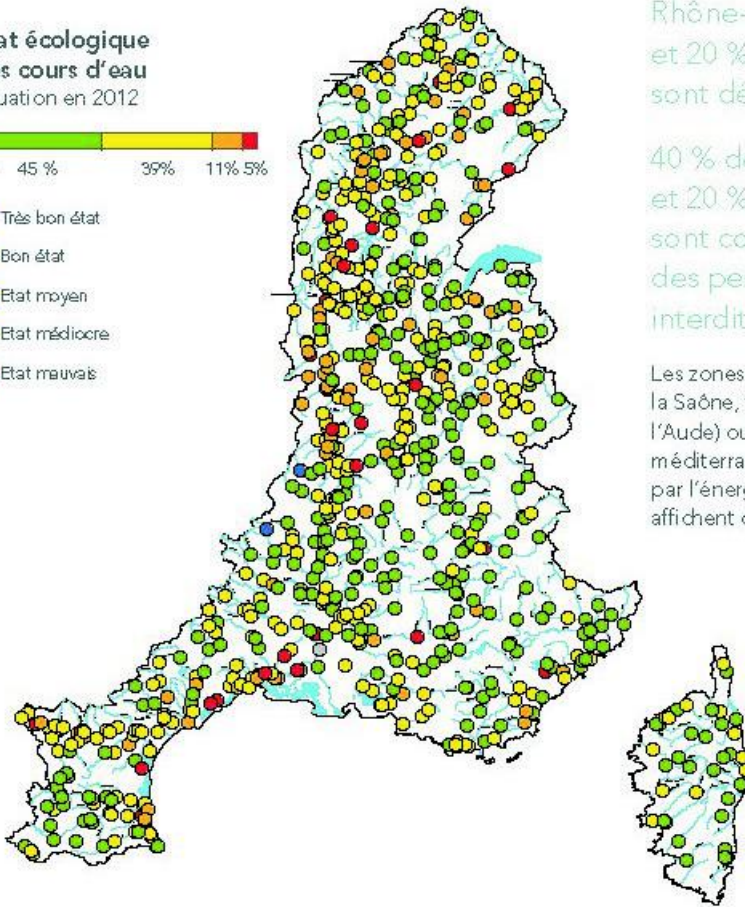 at écologique
s cours d'eau
uation en 2012
45 % 39% 11% 5%
Très bon état
Bon état
Etat moyen
Etat médiocre
Etat mauvais
Rhône-
et 20 %
sont dé
40 % d
et 20 %
sont co
des pe
interdit
Les zones
la Saône,
l'Aude) ou
méditerra
par l'énerg
affichent c